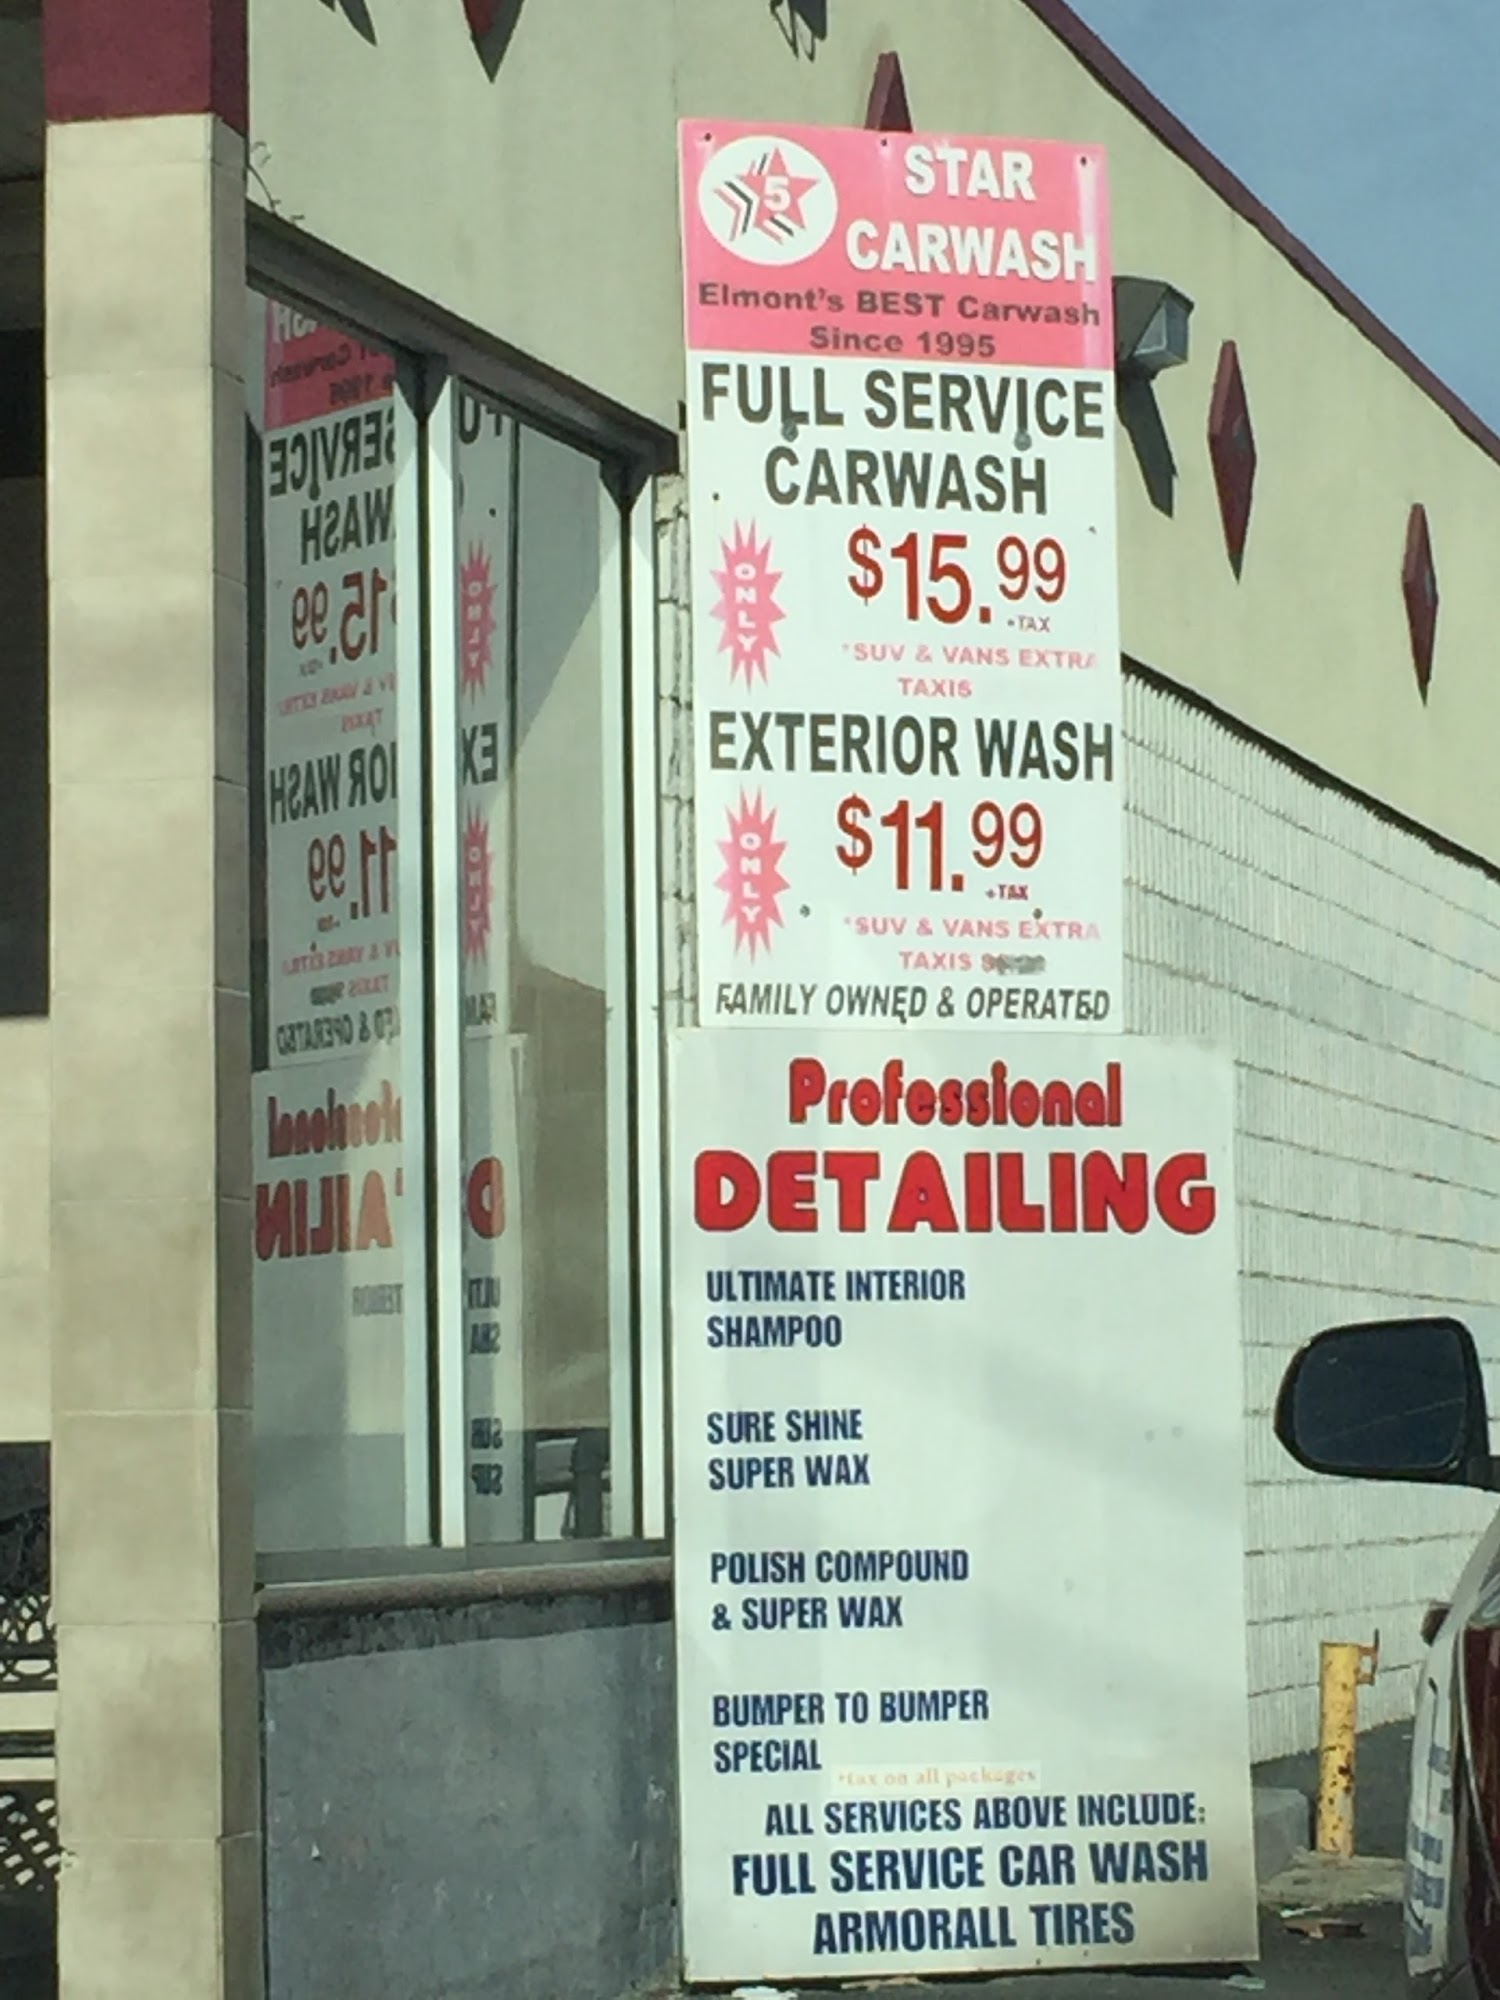 5
STAR
CARWASH
Elmont's BEST Carwash
Since 1995
FULL SERVICE
CARWASH
ONLY
$15.99
+TAX
*SUV & VANS EXTRA
TAXIS
EXTERIOR WASH
ONLY
$11.99
+TAX
*SUV & VANS EXTRA
TAXIS
FAMILY OWNED & OPERATED
Professional
DETAILING
ULTIMATE INTERIOR
SHAMPOO
SURE SHINE
SUPER WAX
POLISH COMPOUND
& SUPER WAX
BUMPER TO BUMPER
SPECIAL
*tax on all packages
ALL SERVICES ABOVE INCLUDE:
FULL SERVICE CAR WASH
ARMORALL TIRES